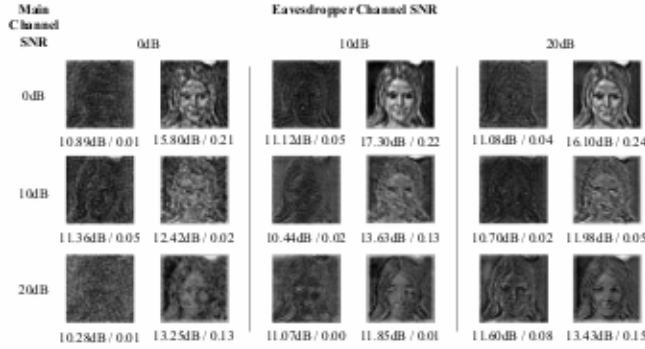 Main
Channel
SNR
Eavesdropper Channel SNR
0dB
10dB
20dB
0dB
10.89dB / 0.01
15.80dB / 0.21
11.12dB / 0.05
17.30dB / 0.22
11.08dB / 0.04
16.10dB / 0.24
10dB
11.36dB / 0.05
12.42dB / 0.02
10.44dB / 0.02
13.63dB / 0.13
10.70dB / 0.02
11.98dB / 0.05
20dB
10.28dB / 0.01
13.25dB / 0.13
11.07dB / 0.00
11.85dB / 0.01
11.60dB / 0.08
13.43dB / 0.15